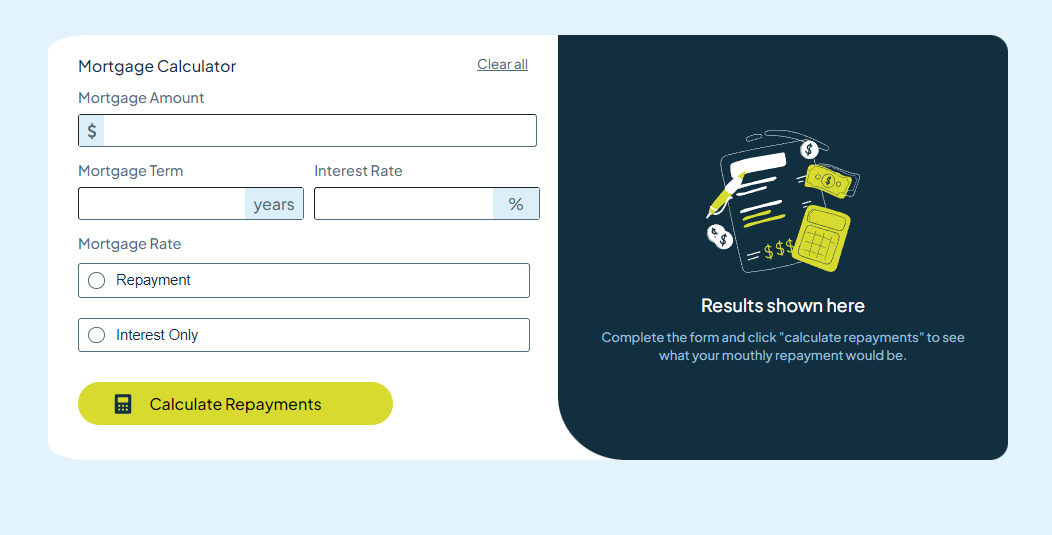 Mortgage Calculator
Clear all
Mortgage Amount
$
Mortgage Term
Interest Rate
years
%
Mortgage Rate
Repayment
Interest Only
Calculate Repayments
$
$
$
$
$$$
Results shown here
Complete the form and click "calculate repayments" to see
what your mouthly repayment would be.